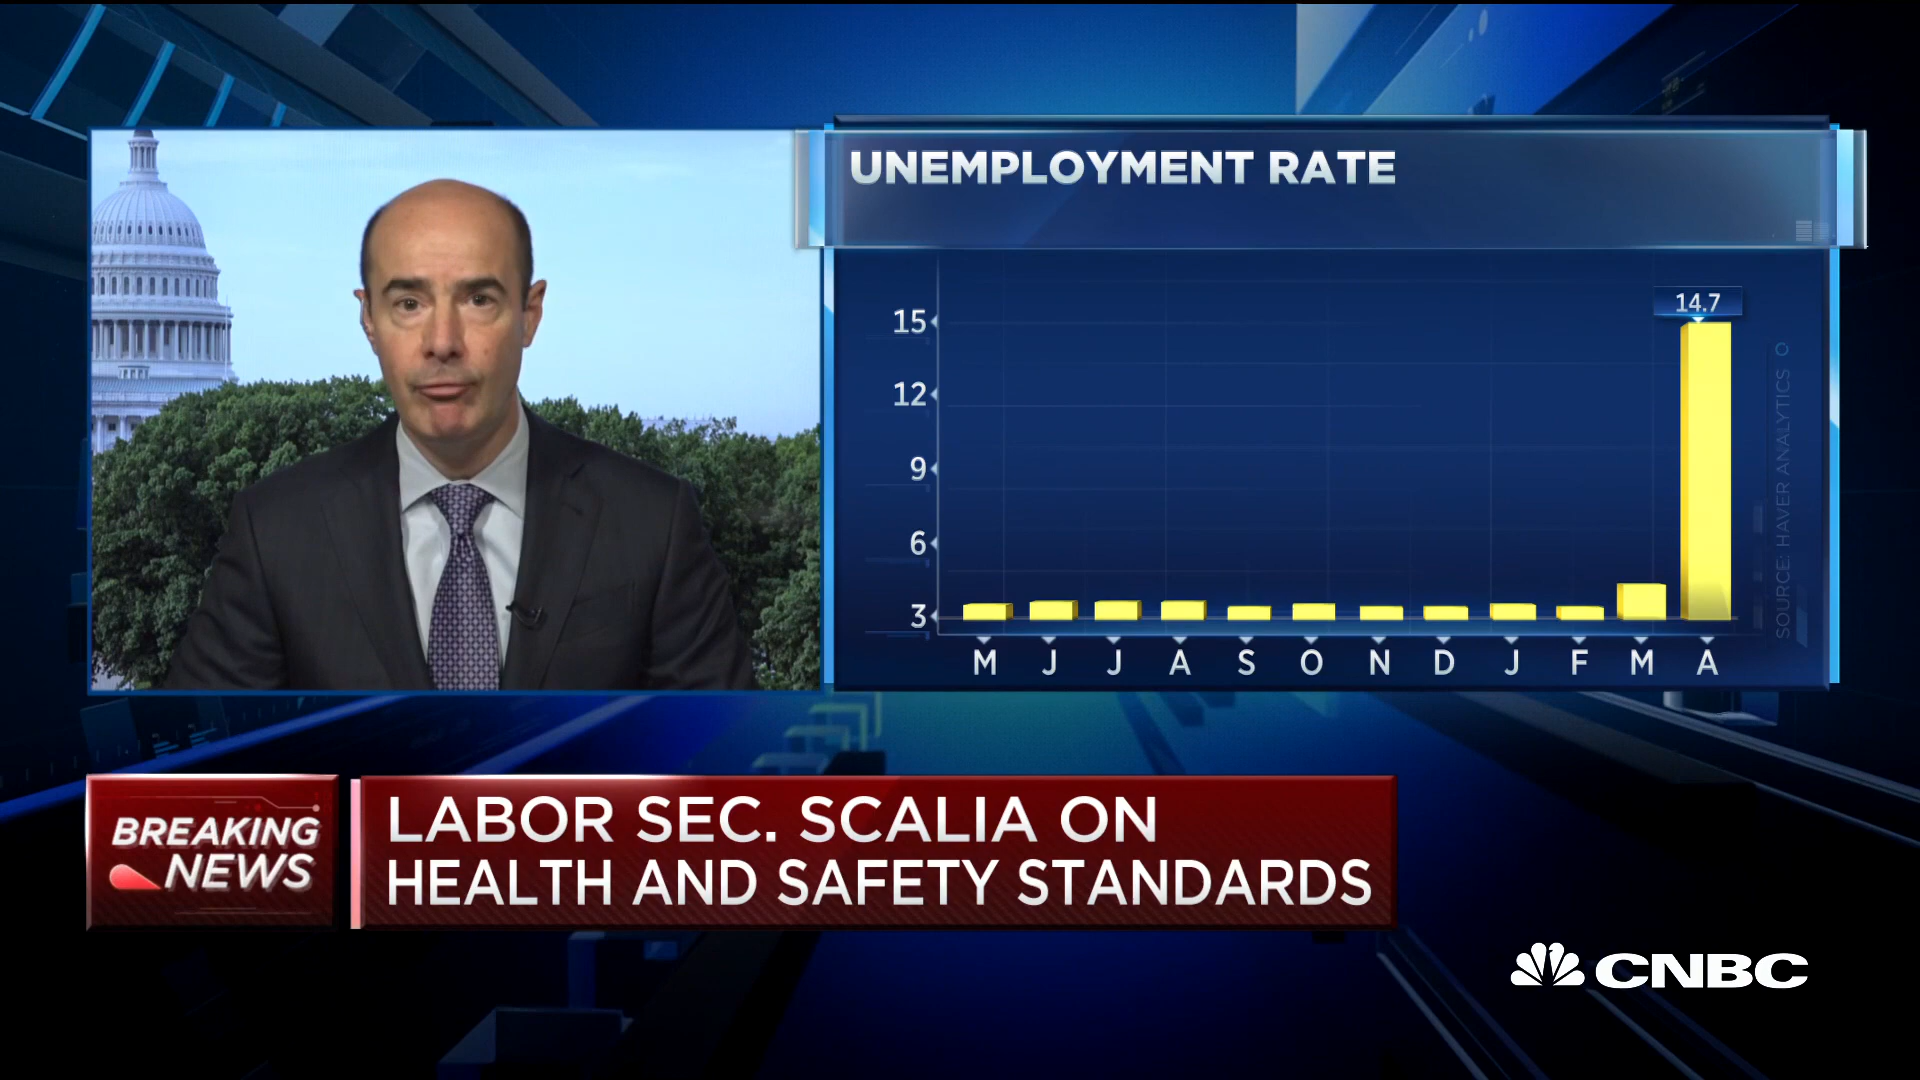 UNEMPLOYMENT RATE
14.7
15
12
9
6
3
M J J A S O N D J F M A
SOURCE: HAVER ANALYTICS
BREAKING
NEWS
LABOR SEC. SCALIA ON
HEALTH AND SAFETY STANDARDS
CNBC